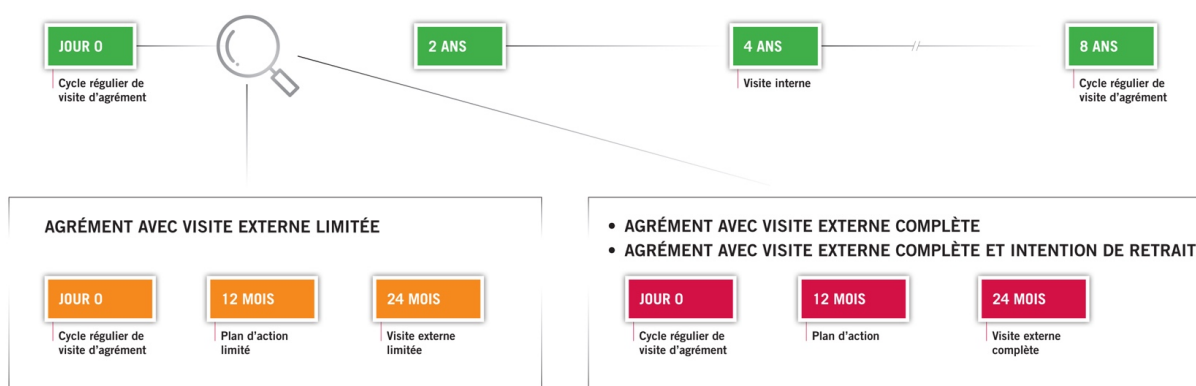 JOUR 0
Cycle régulier de
visite d'agrément
2 ANS
4 ANS
Visite interne
8 ANS
Cycle régulier de
visite d'agrément
AGRÉMENT AVEC VISITE EXTERNE LIMITÉE
JOUR 0
Cycle régulier de
visite d'agrément
12 MOIS
Plan d'action
limité
24 MOIS
Visite externe
limitée
• AGRÉMENT AVEC VISITE EXTERNE COMPLÈTE
• AGRÉMENT AVEC VISITE EXTERNE COMPLÈTE ET INTENTION DE RETRAIT
JOUR 0
Cycle régulier de
visite d'agrément
12 MOIS
Plan d'action
24 MOIS
Visite externe
complète